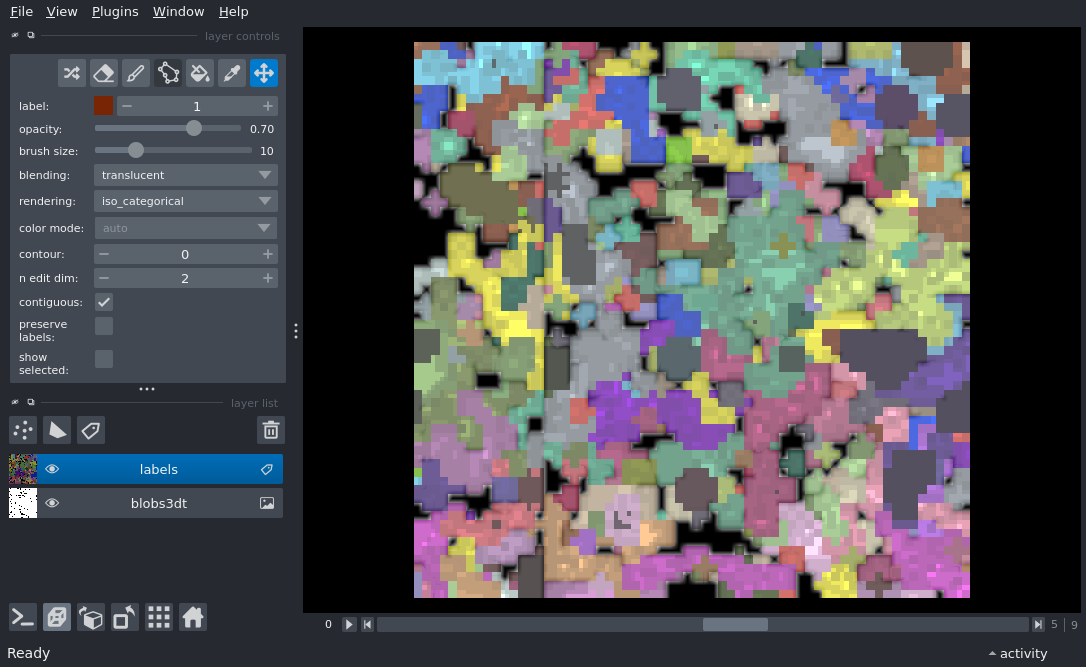 File View Plugins Window Help
layer controls
label: 1
opacity: 0.70
brush size: 10
blending: translucent
rendering: iso_categorical
color mode: auto
contour: 0
n edit dim: 2
contiguous:
preserve
labels:
show
selected:
layer list
labels
blobs3dt
0 5 | 9
Ready
activity